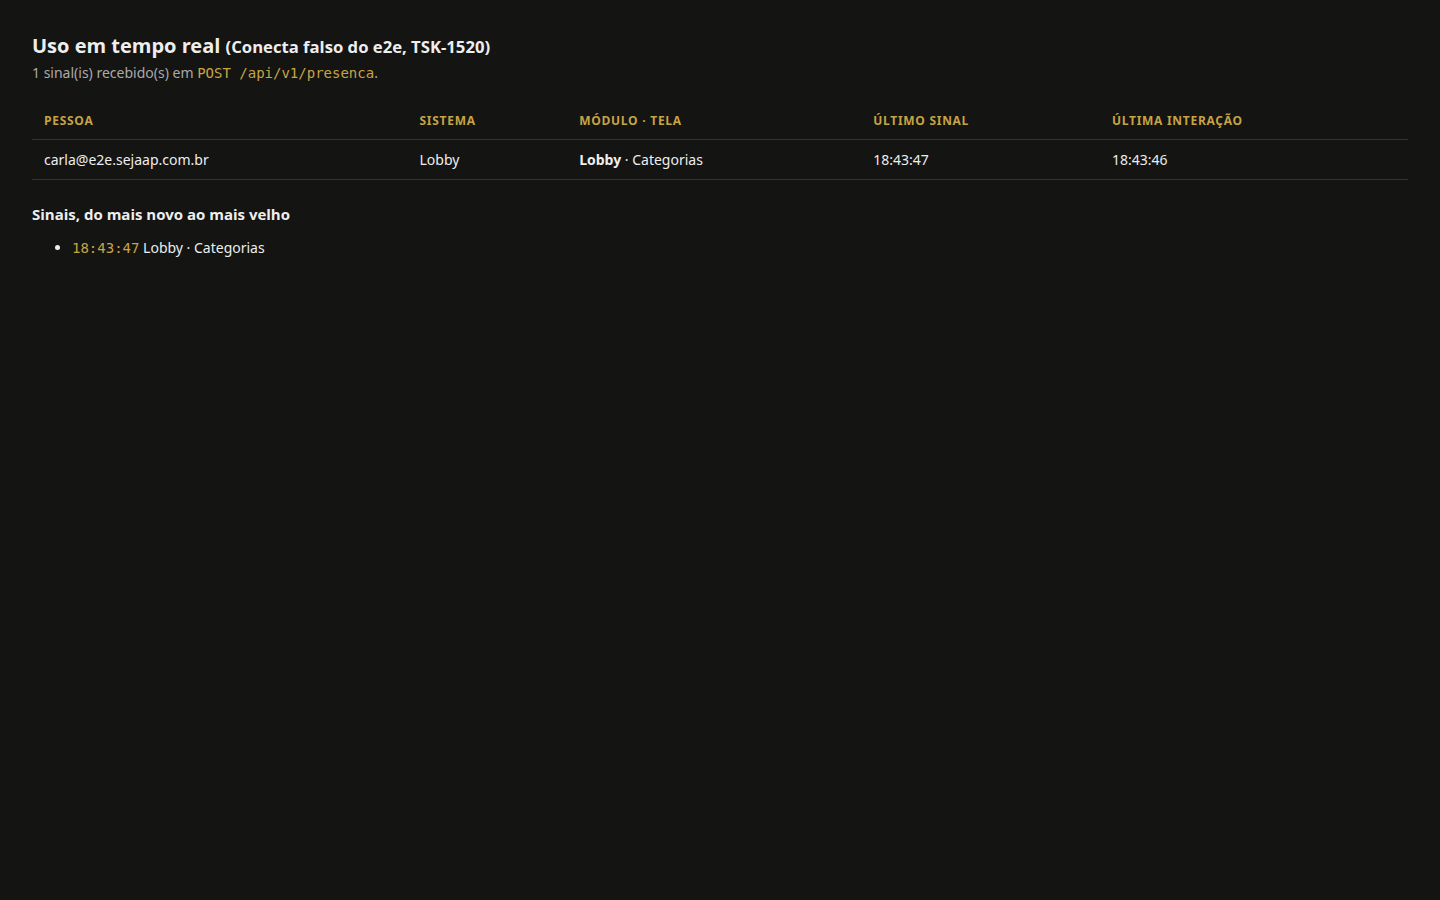 Uso em tempo real (Conecta falso do e2e, TSK-1520)
1 sinal(is) recebido(s) em POST /api/v1/presenca.
PESSOA SISTEMA MÓDULO · TELA ÚLTIMO SINAL ÚLTIMA INTERAÇÃO
carla@e2e.sejaap.com.br Lobby Lobby · Categorias 18:43:47 18:43:46
Sinais, do mais novo ao mais velho
• 18:43:47 Lobby · Categorias